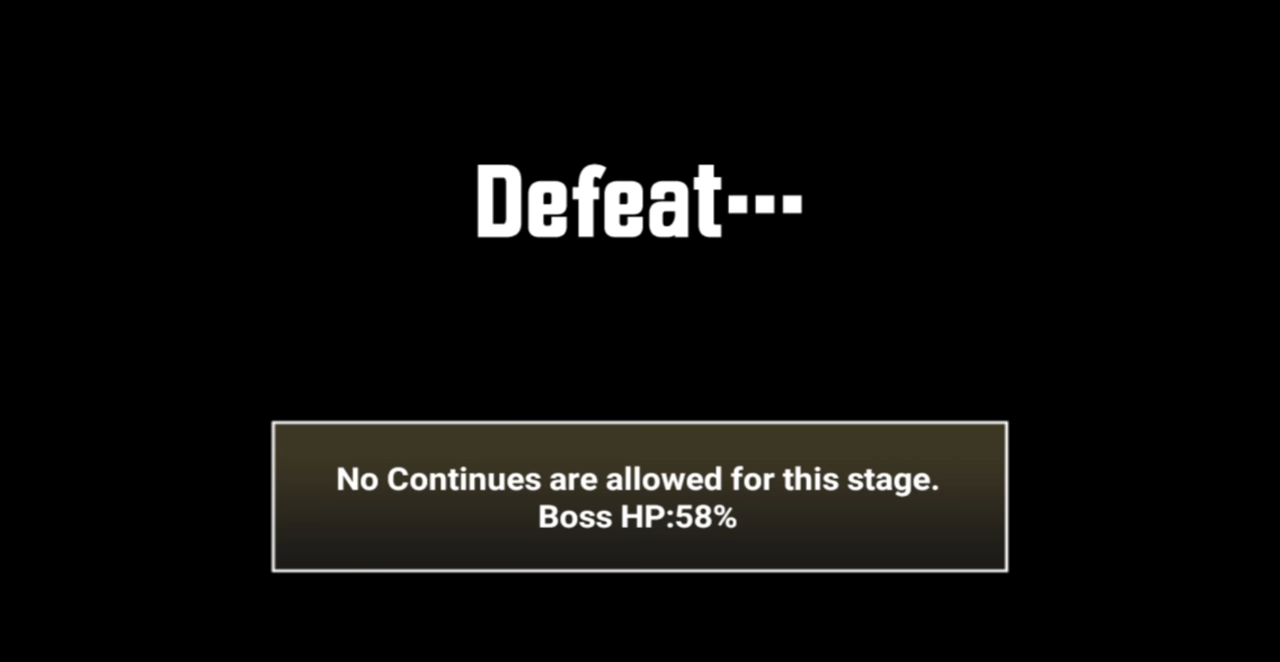 Defeat···
No Continues are allowed for this stage.
Boss HP:58%